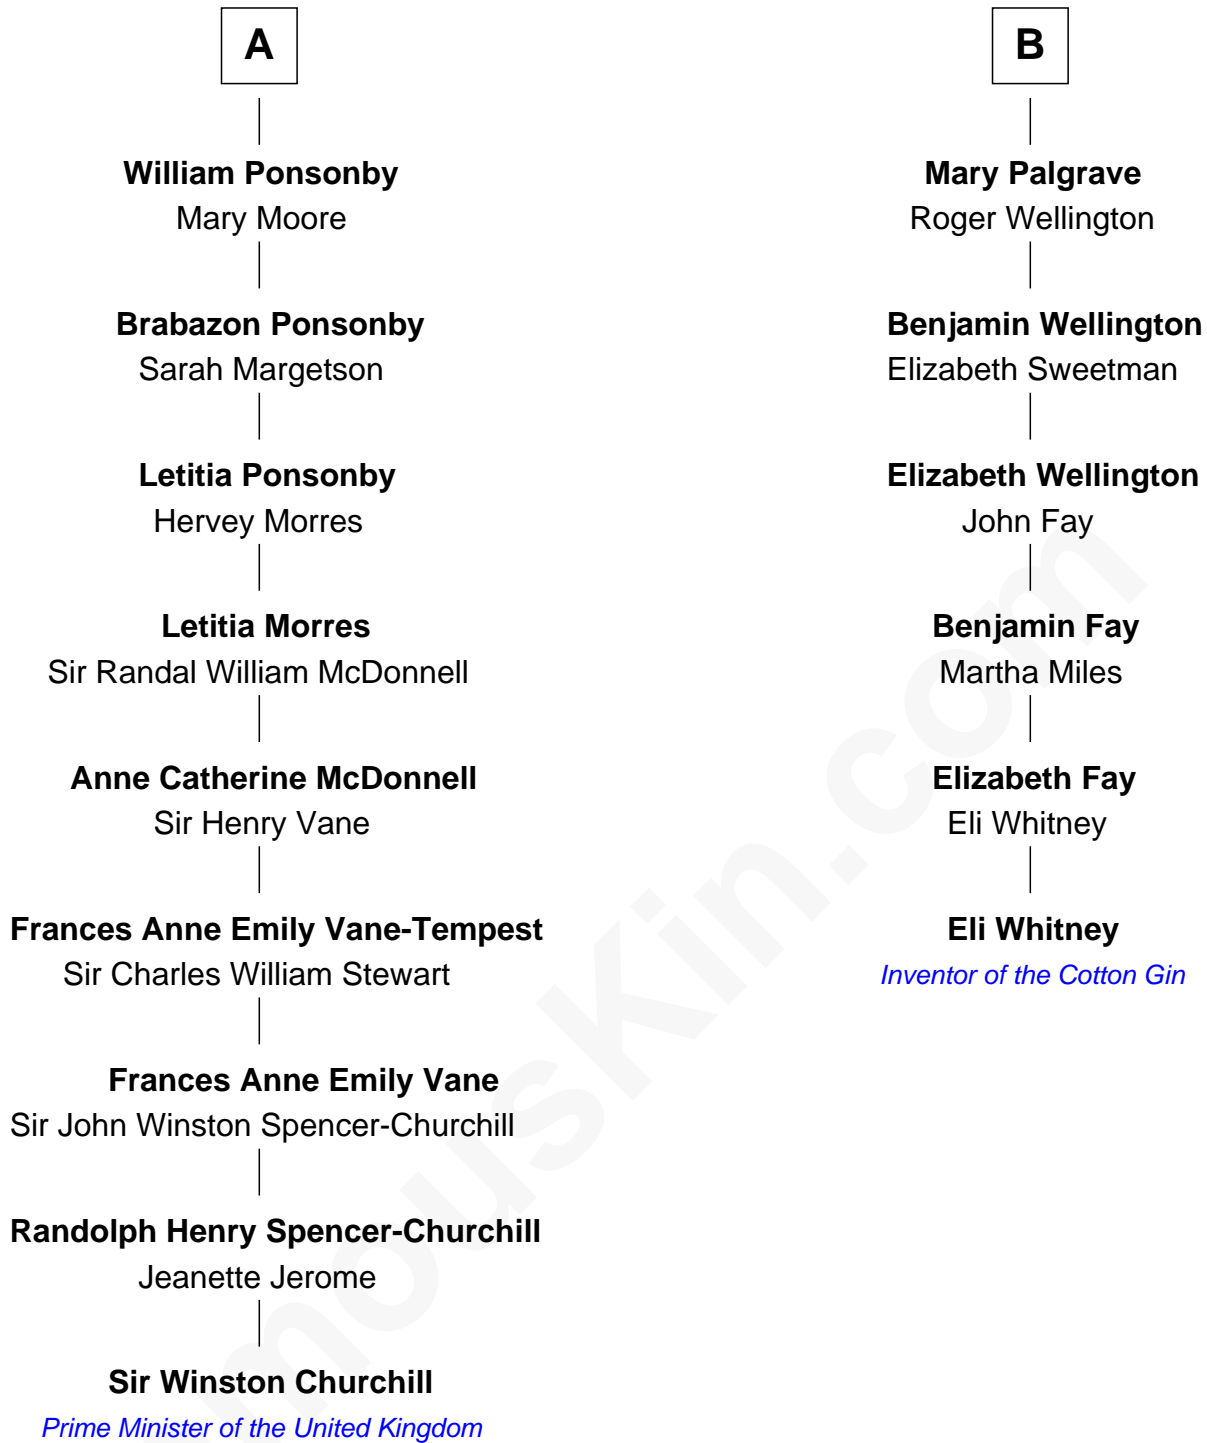 A
William Ponsonby
Mary Moore
Brabazon Ponsonby
Sarah Margetson
Letitia Ponsonby
Hervey Morres
Letitia Morres
Sir Randal William McDonnell
Anne Catherine McDonnell
Sir Henry Vane
Frances Anne Emily Vane-Tempest
Sir Charles William Stewart
Frances Anne Emily Vane
Sir John Winston Spencer-Churchill
Randolph Henry Spencer-Churchill
Jeanette Jerome
Sir Winston Churchill
Prime Minister of the United Kingdom
B
Mary Palgrave
Roger Wellington
Benjamin Wellington
Elizabeth Sweetman
Elizabeth Wellington
John Fay
Benjamin Fay
Martha Miles
Elizabeth Fay
Eli Whitney
Eli Whitney
Inventor of the Cotton Gin
mousKin.com